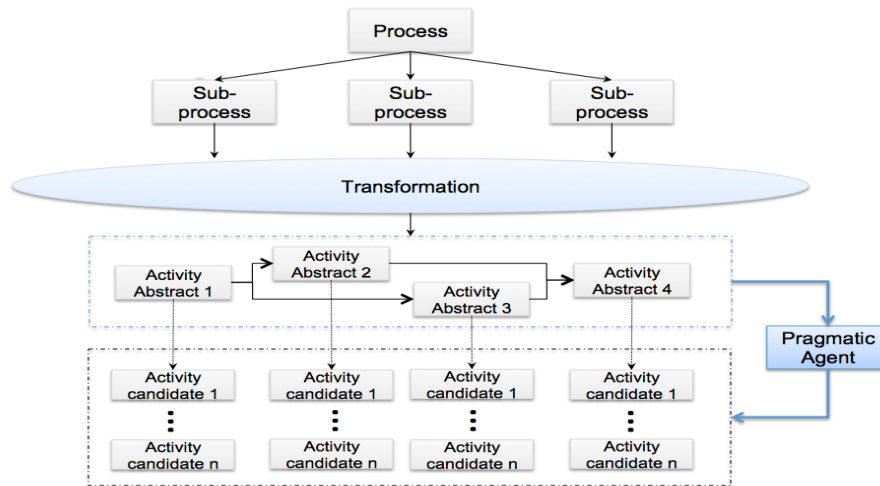 Process
Sub-
process
Sub-
process
Sub-
process
Transformation
Activity
Abstract 1
Activity
Abstract 2
Activity
Abstract 3
Activity
Abstract 4
Pragmatic
Agent
Activity
candidate 1
Activity
candidate 1
Activity
candidate 1
Activity
candidate 1
Activity
candidate n
Activity
candidate n
Activity
candidate n
Activity
candidate n